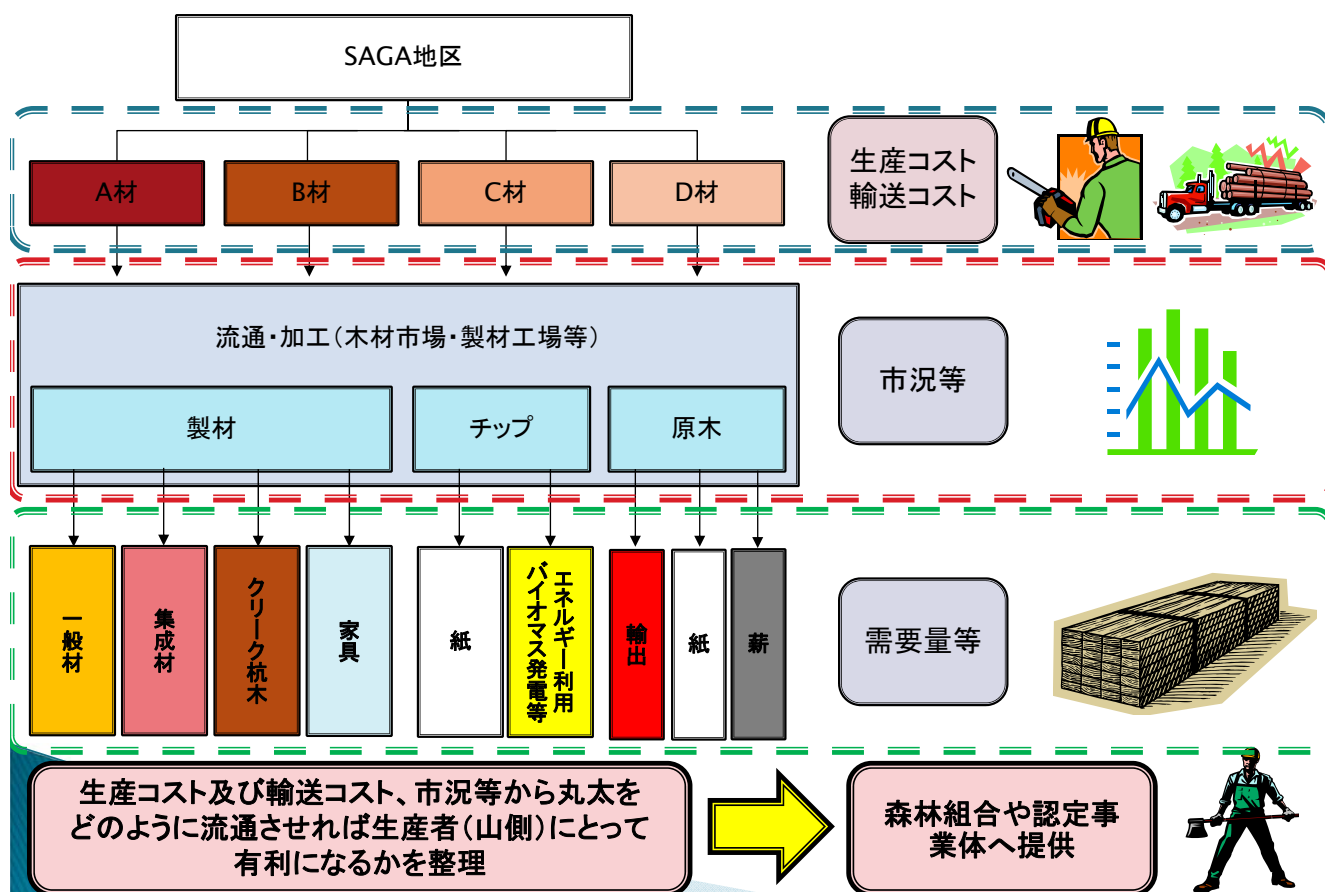 SAGA地区
A材
B材
C材
D材
生産コスト
輸送コスト
流通・加工(木材市場・製材工場等)
市況等
製材
チップ
原木
一般材
集成材
クリーク杭木
家具
紙
エネルギー利用
バイオマス発電等
輸出
紙
薪
需要量等
生産コスト及び輸送コスト、市況等から丸太を
どのように流通させれば生産者(山側)にとって
有利になるかを整理
森林組合や認定事
業体へ提供